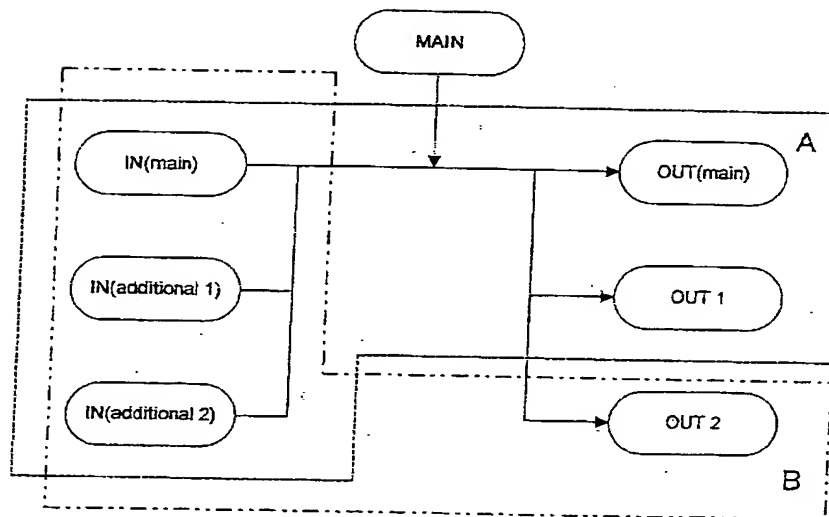 MAIN
A
IN(main)
OUT(main)
IN(additional 1)
OUT 1
IN(additional 2)
OUT 2
B